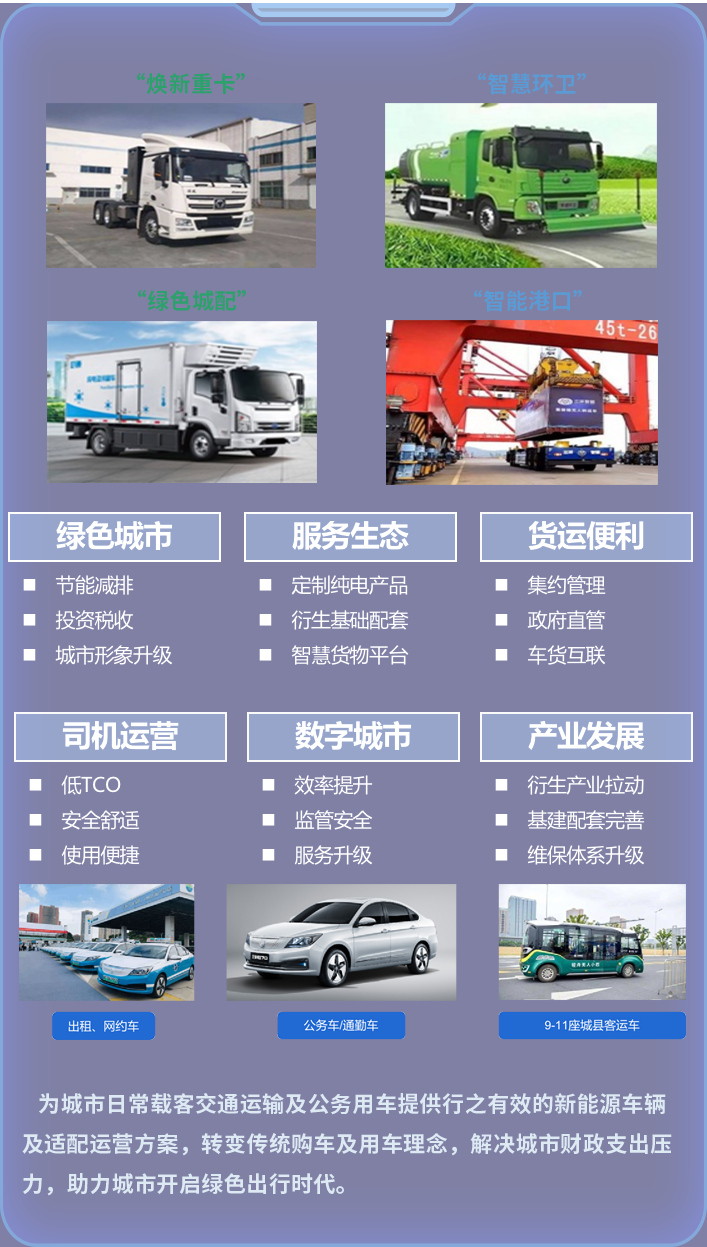 “焕新重卡”
“智慧环卫”
“绿色城配”
“智能港口”
45t-26
绿色城市
服务生态
货运便利
■ 节能减排
■ 定制纯电产品
■ 集约管理
■ 投资税收
■ 衍生基础配套
■ 政府直管
■ 城市形象升级
■ 智慧货物平台
■ 车货互联
司机运营
数字城市
产业发展
■ 低TCO
■ 效率提升
■ 衍生产业拉动
■ 安全舒适
■ 监管安全
■ 基建配套完善
■ 使用便捷
■ 服务升级
■ 维保体系升级
出租、网约车
公务车/通勤车
9-11座城县客运车
为城市日常载客交通运输及公务用车提供行之有效的新能源车辆
及适配运营方案，转变传统购车及用车理念，解决城市财政支出压
力，助力城市开启绿色出行时代。